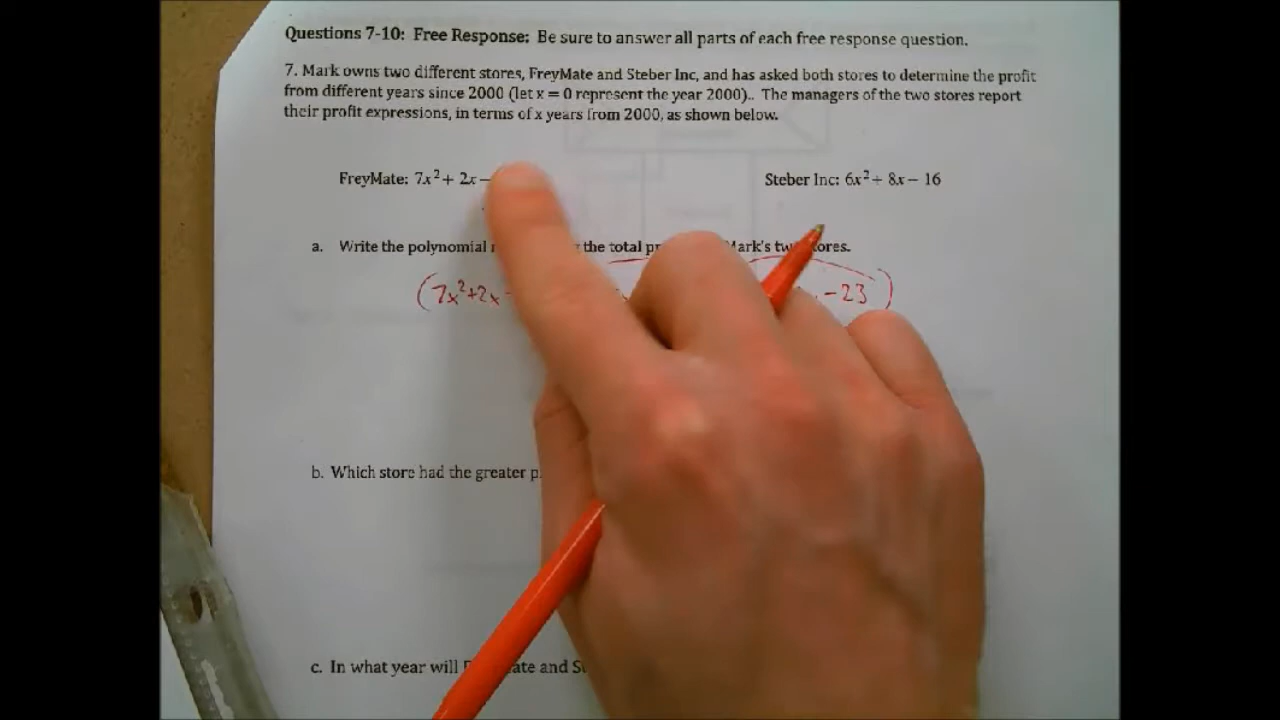 Questions 7-10: Free Response: Be sure to answer all parts of each free response question.
7. Mark owns two different stores, FreyMate and Steber Inc, and has asked both stores to determine the profit
from different years since 2000 (let x = 0 represent the year 2000).. The managers of the two stores report
their profit expressions, in terms of x years from 2000, as shown below.
FreyMate: 7x² + 2x – Steber Inc: 6x² + 8x – 16
a. Write the polynomial the total Mark's two stores.
(7x²+2x - -23)
b. Which store had the greater
c. In what year will and